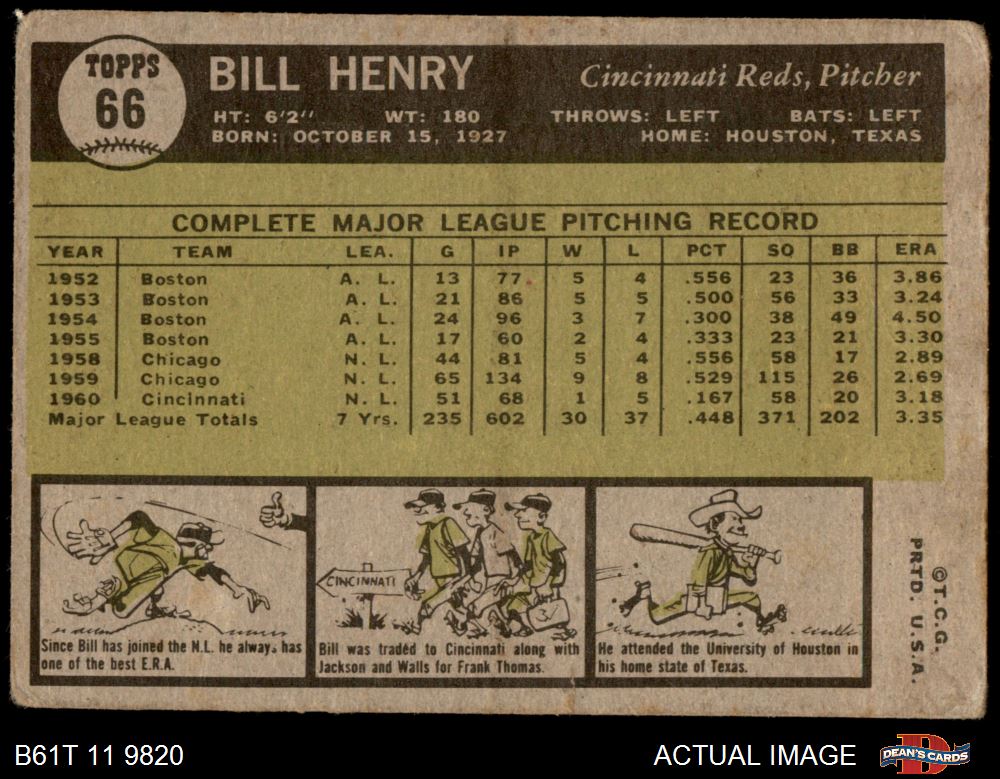 TOPPS
66
BILL HENRY Cincinnati Reds, Pitcher
HT: 6'2" WT: 180 THROWS: LEFT BATS: LEFT
BORN: OCTOBER 15, 1927 HOME: HOUSTON, TEXAS
COMPLETE MAJOR LEAGUE PITCHING RECORD
YEAR TEAM LEA. G IP W L PCT SO BB ERA
1952 Boston A. L. 13 77 5 4 .556 23 36 3.86
1953 Boston A. L. 21 86 5 5 .500 56 33 3.24
1954 Boston A. L. 24 96 3 7 .300 38 49 4.50
1955 Boston A. L. 17 60 2 4 .333 23 21 3.30
1958 Chicago N. L. 44 81 5 4 .556 58 17 2.89
1959 Chicago N. L. 65 134 9 8 .529 115 26 2.69
1960 Cincinnati N. L. 51 68 1 5 .167 58 20 3.18
Major League Totals 7 Yrs. 235 602 30 37 .448 371 202 3.35
Since Bill has joined the N.L. he always has
one of the best E.R.A.
CINCINNATI
Bill was traded to Cincinnati along with
Jackson and Walls for Frank Thomas.
He attended the University of Houston in
his home state of Texas.
©T.C.G.
PRTD. U.S.A.
B61T 11 9820 ACTUAL IMAGE
DEAN'S CARDS